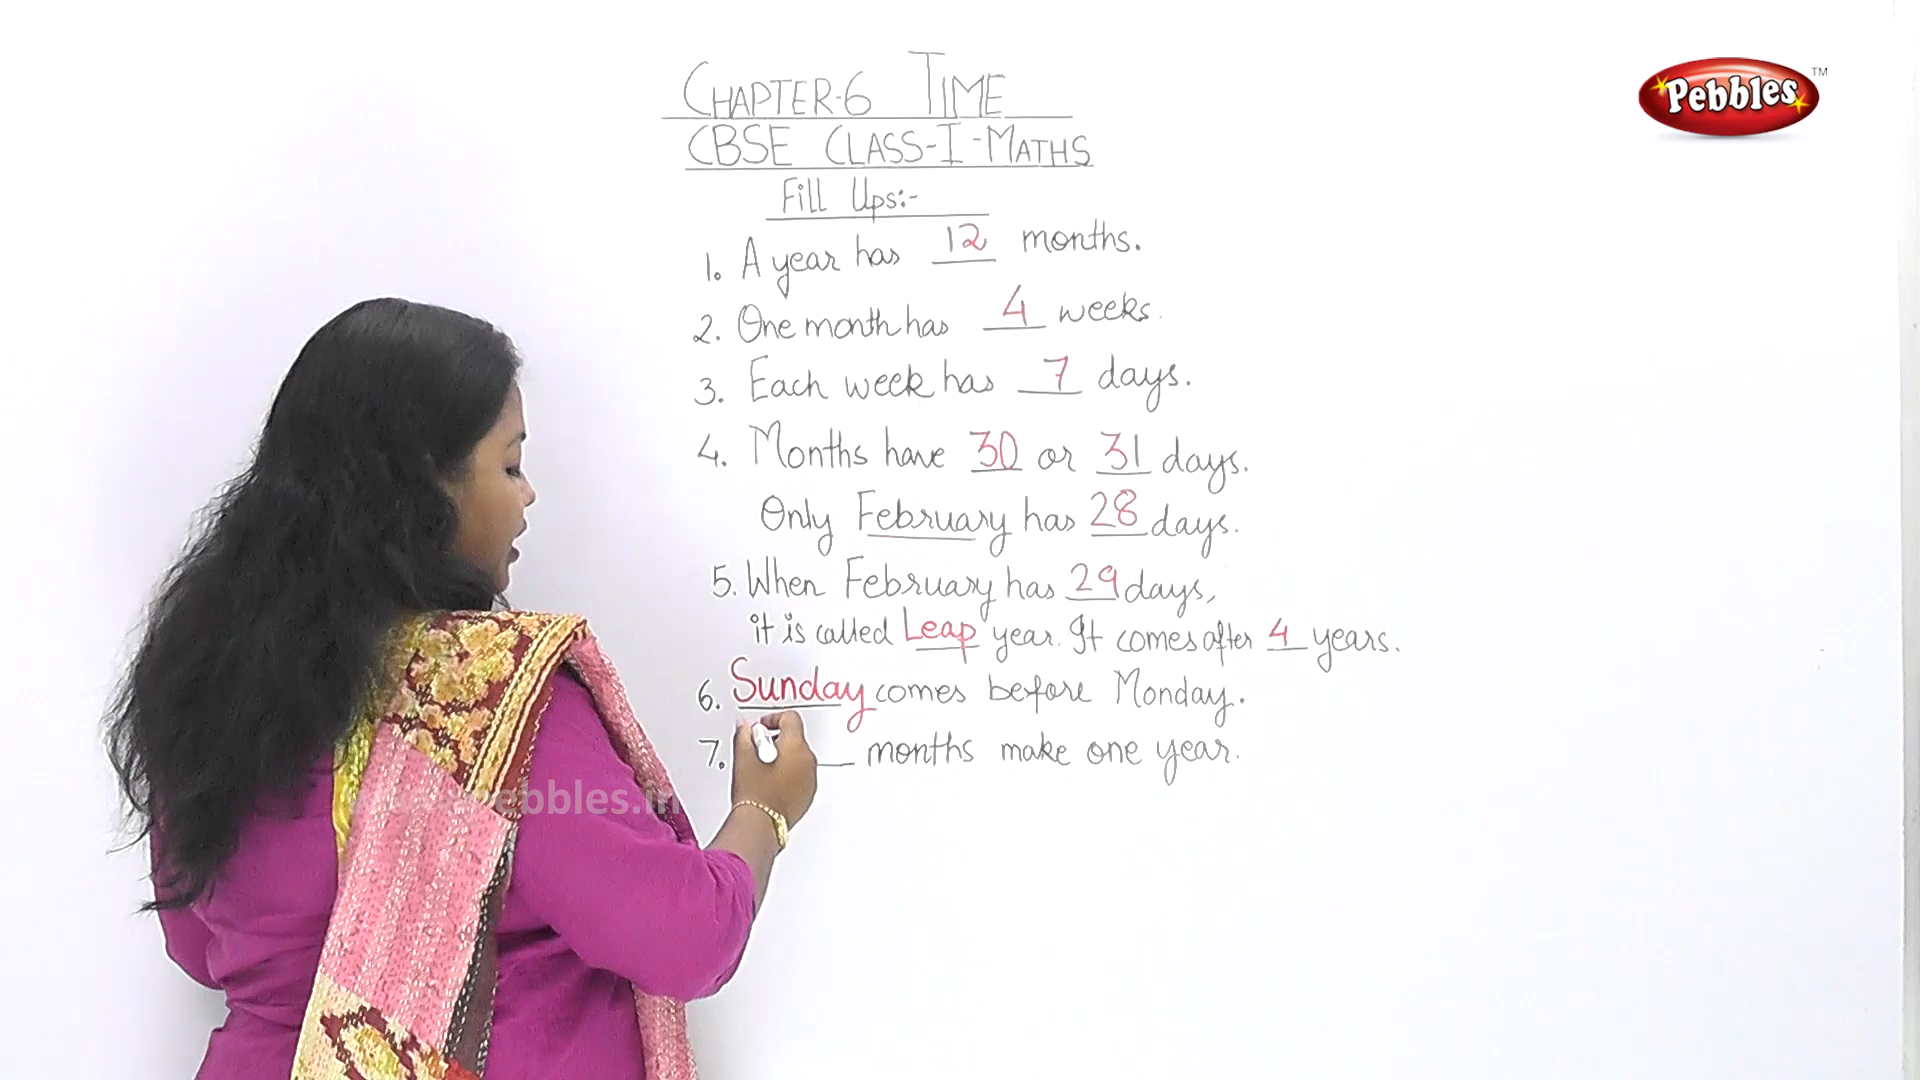 CHAPTER-6 TIME
Pebbles TM
CBSE CLASS-I-MATHS
Fill Ups:-
1. A year has 12 months.
2. One month has 4 weeks.
3. Each week has 7 days.
4. Months have 30 or 31 days.
Only February has 28 days.
5. When February has 29 days,
it is called Leap year. It comes after 4 years.
6. Sunday comes before Monday.
7. months make one year.
pebbles.in